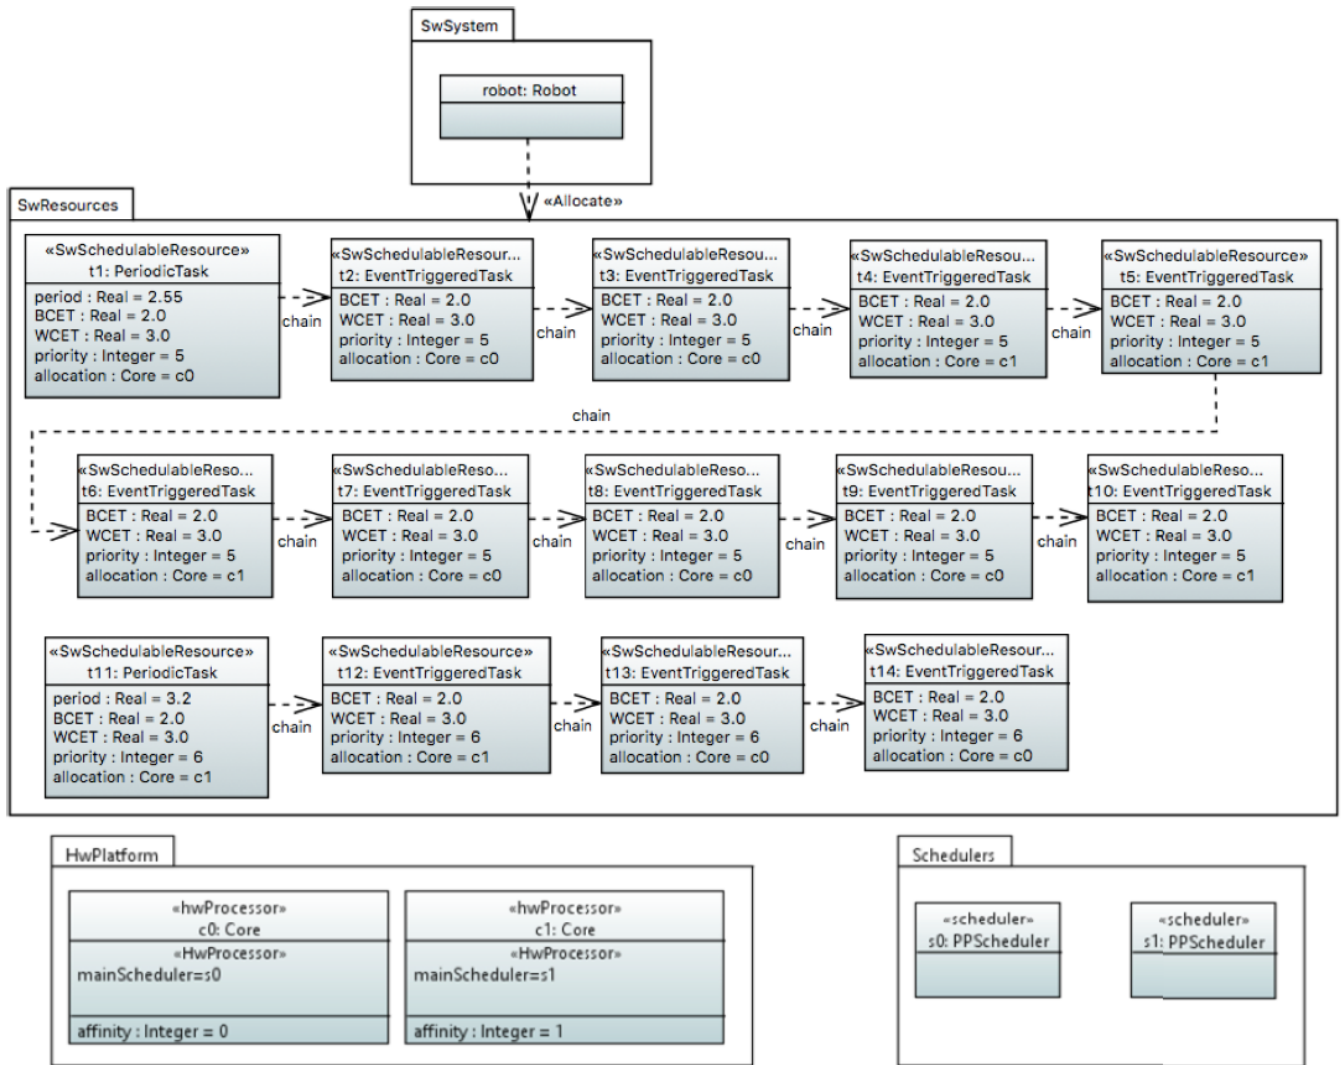 SwSystem
robot: Robot
«Allocate»
SwResources
«SwSchedulableResource»
t1: PeriodicTask
period : Real = 2.55
BCET : Real = 2.0
WCET : Real = 3.0
priority : Integer = 5
allocation : Core = c0
chain
«SwSchedulableResour...
t2: EventTriggeredTask
BCET : Real = 2.0
WCET : Real = 3.0
priority : Integer = 5
allocation : Core = c0
chain
«SwSchedulableResou...
t3: EventTriggeredTask
BCET : Real = 2.0
WCET : Real = 3.0
priority : Integer = 5
allocation : Core = c0
chain
«SwSchedulableResou...
t4: EventTriggeredTask
BCET : Real = 2.0
WCET : Real = 3.0
priority : Integer = 5
allocation : Core = c1
chain
«SwSchedulableResource»
t5: EventTriggeredTask
BCET : Real = 2.0
WCET : Real = 3.0
priority : Integer = 5
allocation : Core = c1
chain
«SwSchedulableReso...
t6: EventTriggeredTask
BCET : Real = 2.0
WCET : Real = 3.0
priority : Integer = 5
allocation : Core = c1
chain
«SwSchedulableReso...
t7: EventTriggeredTask
BCET : Real = 2.0
WCET : Real = 3.0
priority : Integer = 5
allocation : Core = c0
chain
«SwSchedulableReso...
t8: EventTriggeredTask
BCET : Real = 2.0
WCET : Real = 3.0
priority : Integer = 5
allocation : Core = c0
chain
«SwSchedulableResou...
t9: EventTriggeredTask
BCET : Real = 2.0
WCET : Real = 3.0
priority : Integer = 5
allocation : Core = c0
chain
«SwSchedulableReso...
t10: EventTriggeredTask
BCET : Real = 2.0
WCET : Real = 3.0
priority : Integer = 5
allocation : Core = c1
«SwSchedulableResource»
t11: PeriodicTask
period : Real = 3.2
BCET : Real = 2.0
WCET : Real = 3.0
priority : Integer = 6
allocation : Core = c1
chain
«SwSchedulableResource»
t12: EventTriggeredTask
BCET : Real = 2.0
WCET : Real = 3.0
priority : Integer = 6
allocation : Core = c1
chain
«SwSchedulableResour...
t13: EventTriggeredTask
BCET : Real = 2.0
WCET : Real = 3.0
priority : Integer = 6
allocation : Core = c0
chain
«SwSchedulableResour...
t14: EventTriggeredTask
BCET : Real = 2.0
WCET : Real = 3.0
priority : Integer = 6
allocation : Core = c0
HwPlatform
«hwProcessor»
c0: Core
«HwProcessor»
mainScheduler=s0
affinity : Integer = 0
«hwProcessor»
c1: Core
«HwProcessor»
mainScheduler=s1
affinity : Integer = 1
Schedulers
«scheduler»
s0: PPScheduler
«scheduler»
s1: PPScheduler